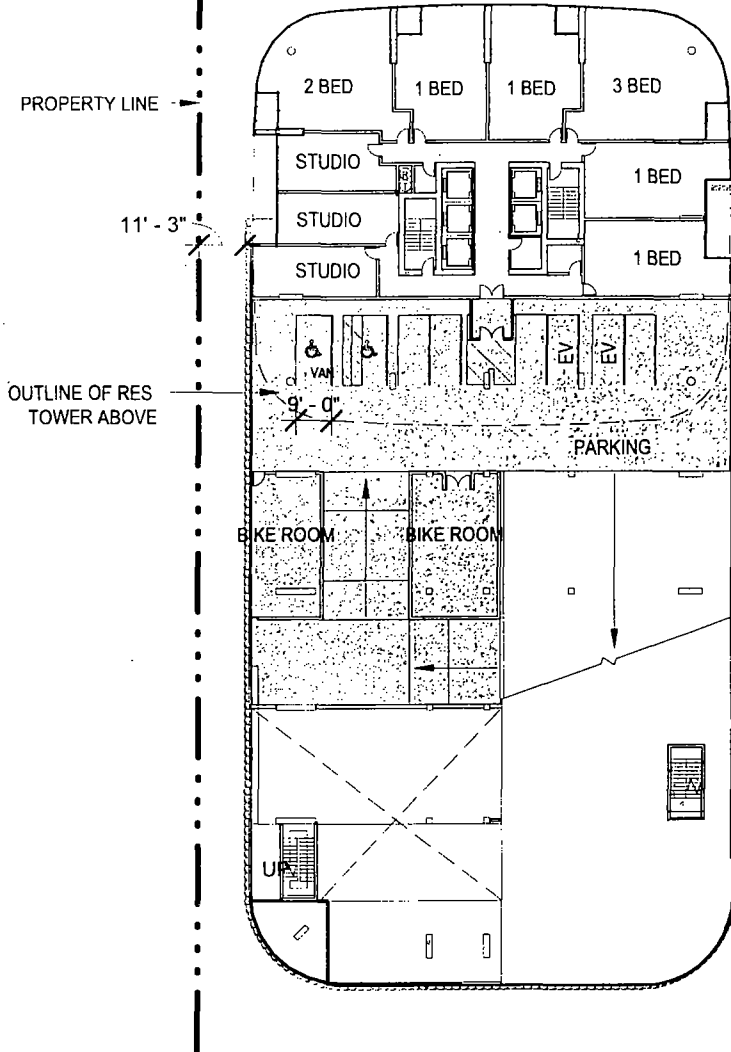 2 BED
1 BED
1 BED
3 BED
PROPERTY LINE
STUDIO
1 BED
STUDIO
11' - 3"
STUDIO
1 BED
VAN
EV
EV
OUTLINE OF RES
TOWER ABOVE
9' - 0"
PARKING
BIKE ROOM
BIKE ROOM
UP